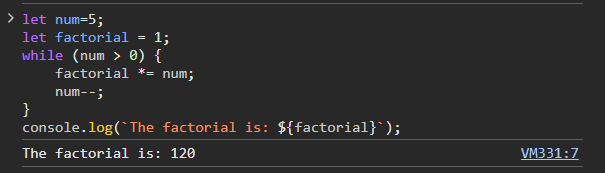 let num=5;
let factorial = 1;
while (num > 0) {
    factorial *= num;
    num--;
}
console.log(`The factorial is: ${factorial}`);
The factorial is: 120 VM331:7